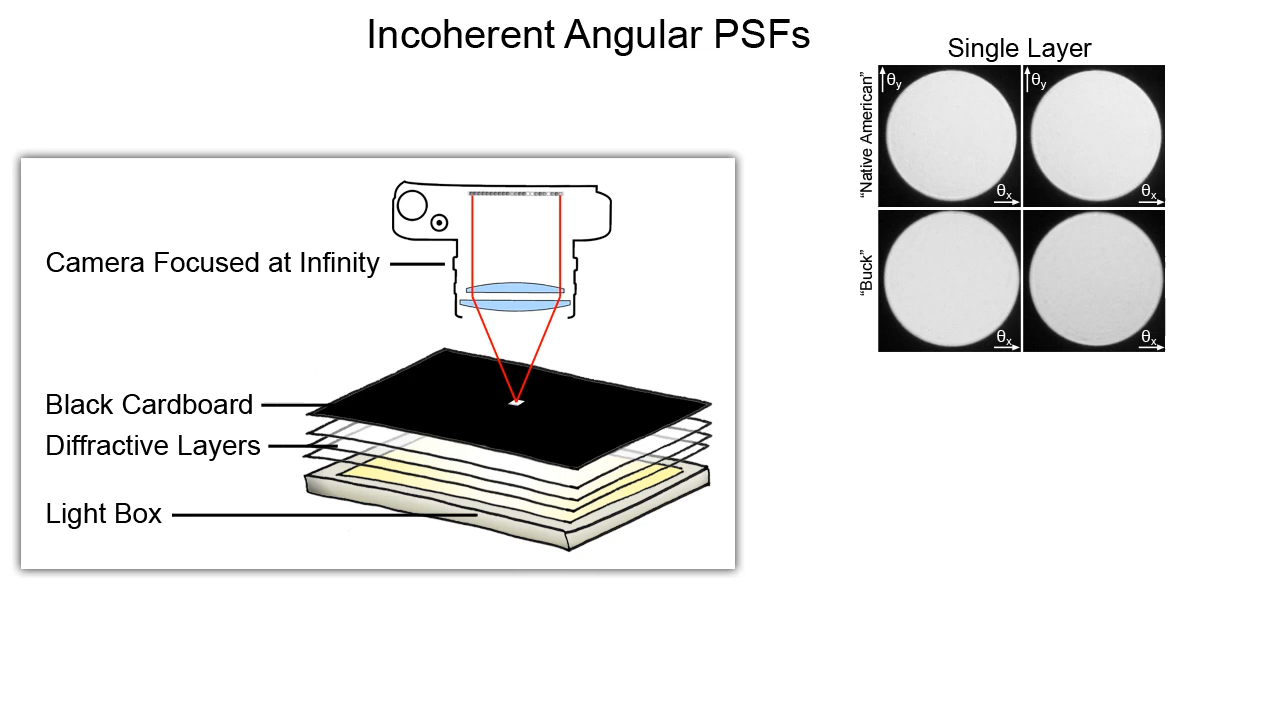 Incoherent Angular PSFs
Single Layer
“Native American”
θy
θy
θx
θx
“Buck”
θx
θx
Camera Focused at Infinity
Black Cardboard
Diffractive Layers
Light Box